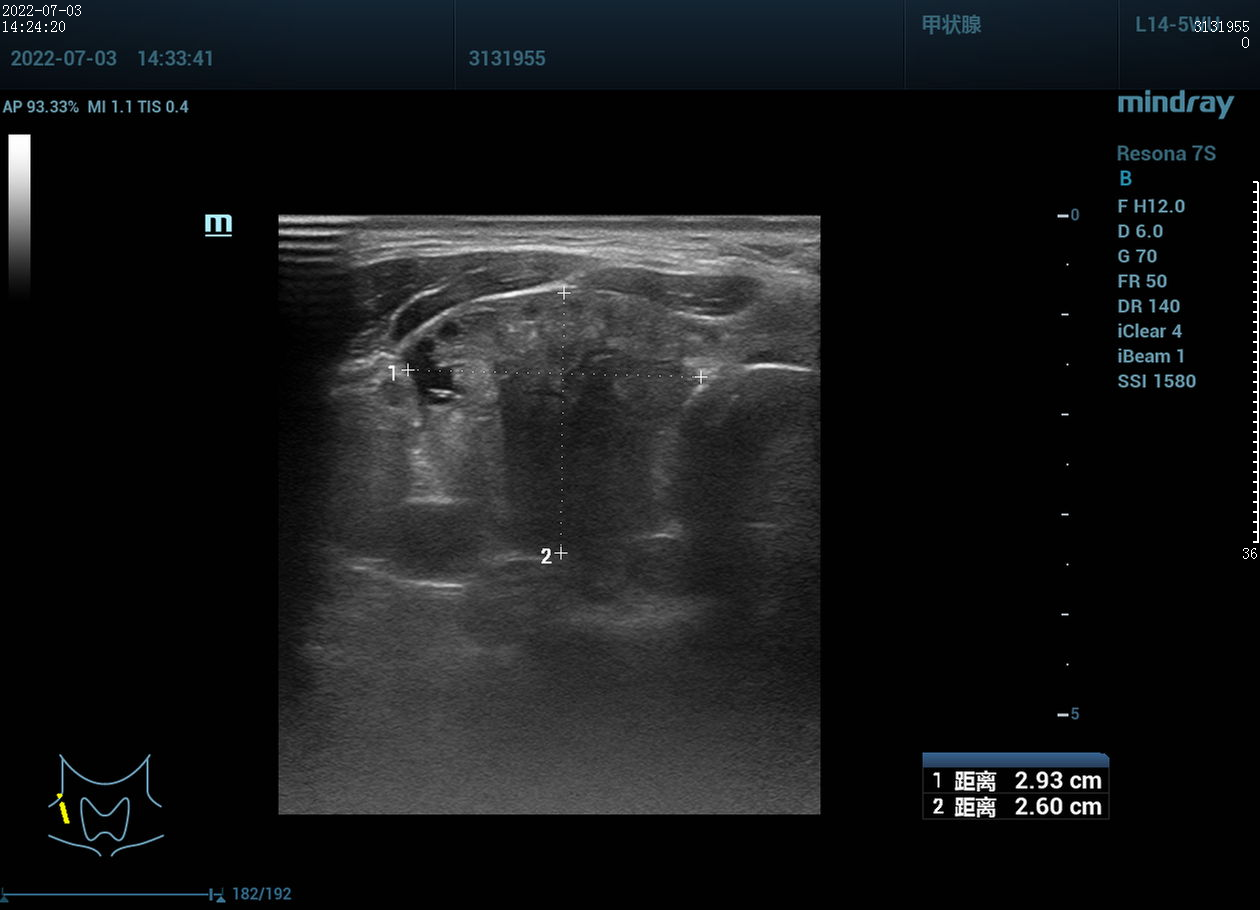 2022-07-03
14:24:20
甲状腺
3131955
0
2022-07-03 14:33:41
3131955
AP 93.33% MI 1.1 TIS 0.4
mindray
Resona 7S
B
F H12.0
D 6.0
G 70
FR 50
DR 140
iClear 4
iBeam 1
SSI 1580
m
0
1
2
36
5
1 距离 2.93 cm
2 距离 2.60 cm
182/192